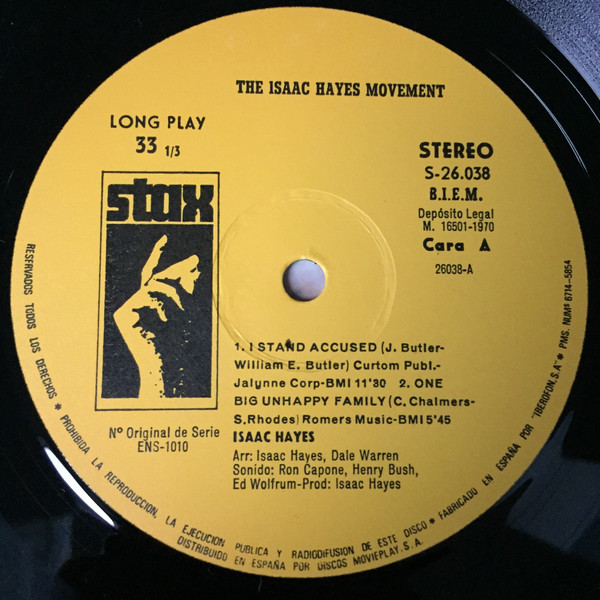 THE ISAAC HAYES MOVEMENT
LONG PLAY
33 1/3
stax
STEREO
S-26.038
B.I.E.M.
Depósito Legal
M. 16501-1970
Cara A
26038-A
1. I STAND ACCUSED (J. Butler-
William E. Butler) Curtom Publ.-
Jalynne Corp-BMI 11'30 2. ONE
BIG UNHAPPY FAMILY (C. Chalmers-
S,Rhodes) Romers Music-BMI 5'45
ISAAC HAYES
Arr: Isaac Hayes, Dale Warren
Sonido: Ron Capone, Henry Bush,
Ed Wolfrum-Prod: Isaac Hayes
Nº Original de Serie
ENS-1010
RESERVADOS TODOS LOS DERECHOS * PROHIBIDA LA REPRODUCCION, LA EJECUCION PUBLICA Y RADIODIFUSION DE ESTE DISCO * FABRICADO EN ESPAÑA POR "IBEROFON, S.A" * PMS. NUMS 6714-5854
DISTRIBUIDO EN ESPAÑA POR DISCOS MOVIEPLAY, S.A.